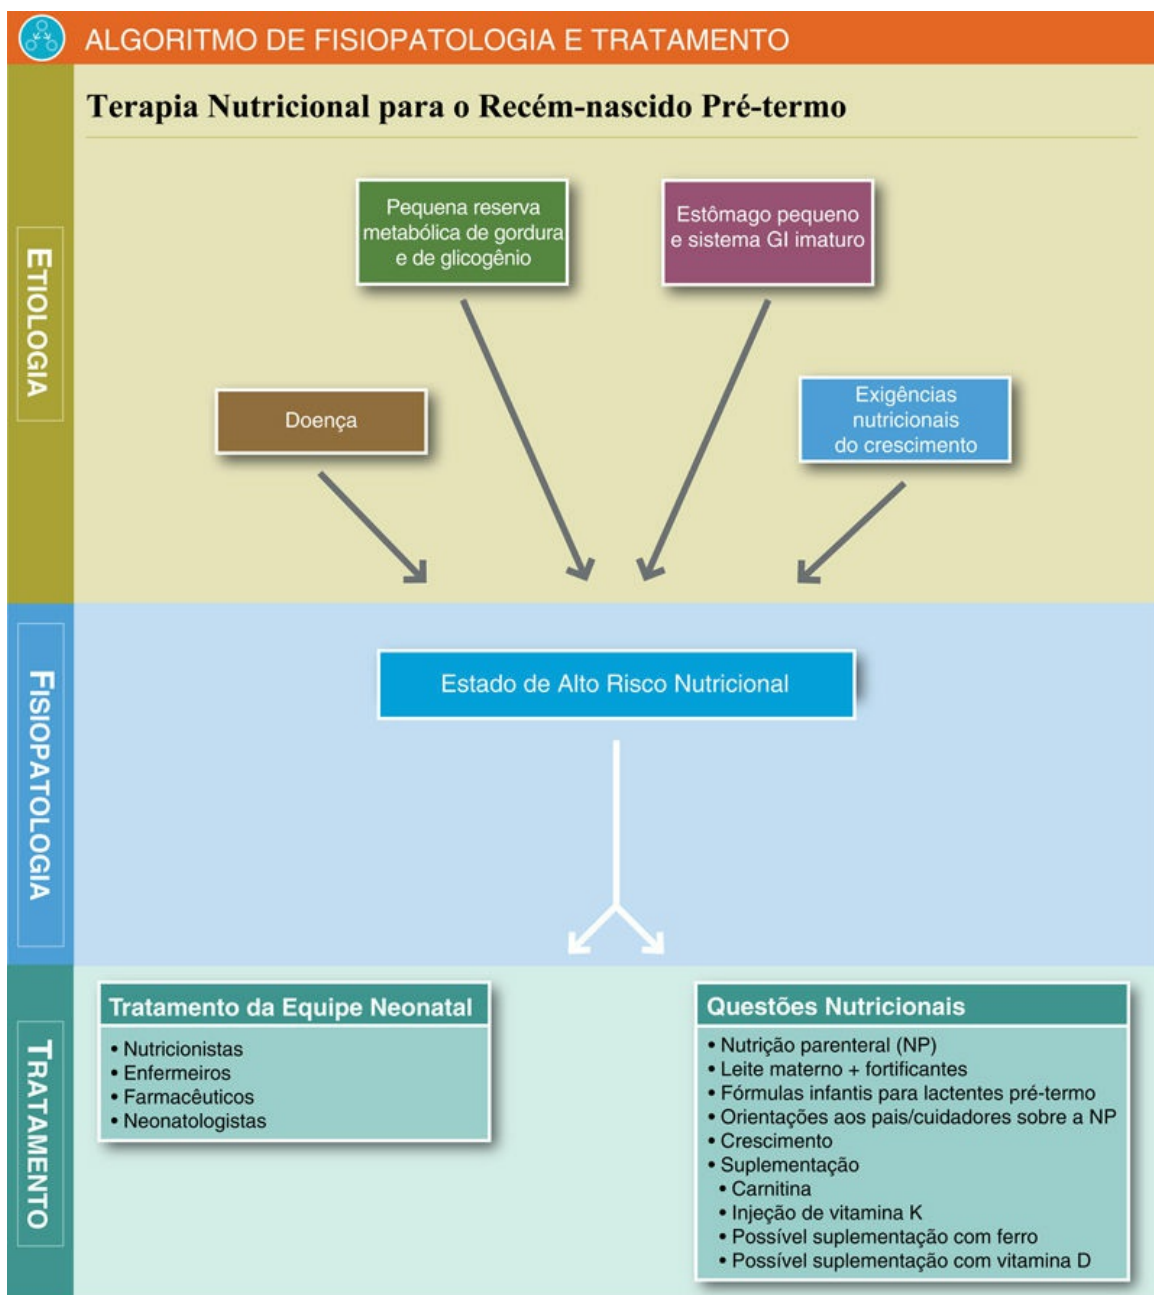 ALGORITMO DE FISIOPATOLOGIA E TRATAMENTO
Terapia Nutricional para o Recém-nascido Pré-termo
ETIOLOGIA
Pequena reserva
metabólica de gordura
e de glicogênio
Estômago pequeno
e sistema GI imaturo
Doença
Exigências
nutricionais
do crescimento
FISIOPATOLOGIA
Estado de Alto Risco Nutricional
TRATAMENTO
Tratamento da Equipe Neonatal
• Nutricionistas
• Enfermeiros
• Farmacêuticos
• Neonatologistas
Questões Nutricionais
• Nutrição parenteral (NP)
• Leite materno + fortificantes
• Fórmulas infantis para lactentes pré-termo
• Orientações aos pais/cuidadores sobre a NP
• Crescimento
• Suplementação
• Carnitina
• Injeção de vitamina K
• Possível suplementação com ferro
• Possível suplementação com vitamina D